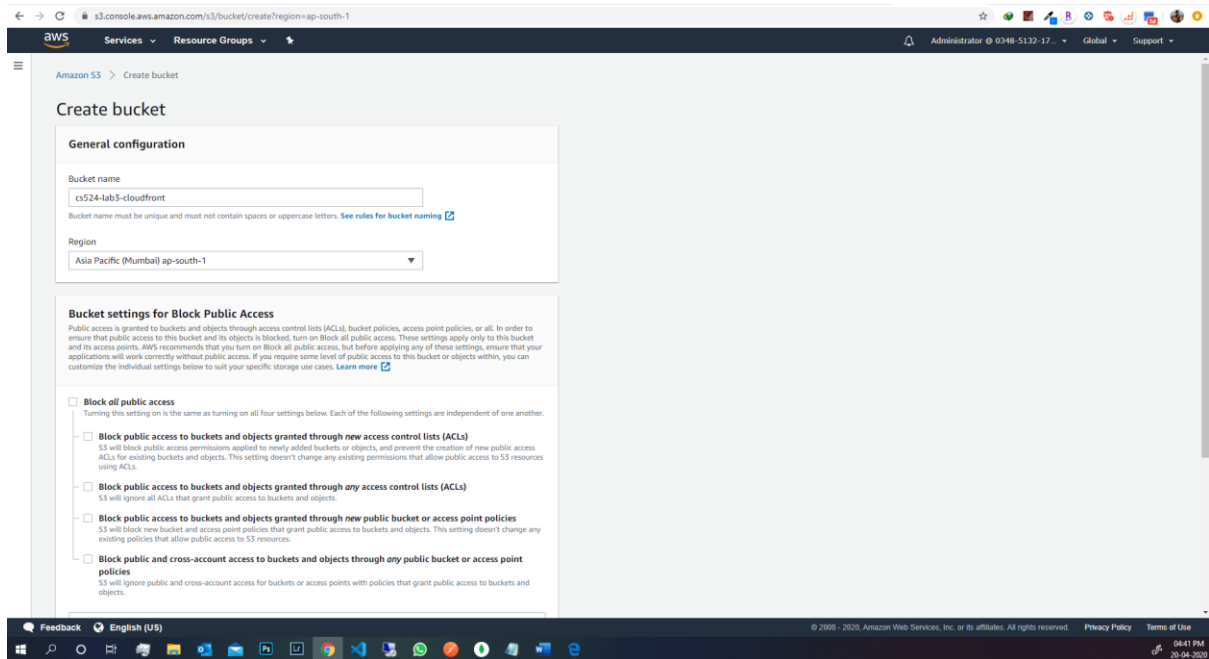 s3.console.aws.amazon.com/s3/bucket/create?region=ap-south-1
aws Services Resource Groups Administrator @ 0348-5132-17... Global Support
Amazon S3 > Create bucket
Create bucket
General configuration
Bucket name
cs524-lab3-cloudfront
Bucket name must be unique and must not contain spaces or uppercase letters. See rules for bucket naming
Region
Asia Pacific (Mumbai) ap-south-1
Bucket settings for Block Public Access
Public access is granted to buckets and objects through access control lists (ACLs), bucket policies, access point policies, or all. In order to
ensure that public access to this bucket and its objects is blocked, turn on Block all public access. These settings apply only to this bucket
and its access points. AWS recommends that you turn on Block all public access, but before applying any of these settings, ensure that your
applications will work correctly without public access. If you require some level of public access to this bucket or objects within, you can
customize the individual settings below to suit your specific storage use cases. Learn more
Block all public access
Turning this setting on is the same as turning on all four settings below. Each of the following settings are independent of one another.
Block public access to buckets and objects granted through new access control lists (ACLs)
S3 will block public access permissions applied to newly added buckets or objects, and prevent the creation of new public access
ACLs for existing buckets and objects. This setting doesn't change any existing permissions that allow public access to S3 resources
using ACLs.
Block public access to buckets and objects granted through any access control lists (ACLs)
S3 will ignore all ACLs that grant public access to buckets and objects.
Block public access to buckets and objects granted through new public bucket or access point policies
S3 will block new bucket and access point policies that grant public access to buckets and objects. This setting doesn't change any
existing policies that allow public access to S3 resources.
Block public and cross-account access to buckets and objects through any public bucket or access point
policies
S3 will ignore public and cross-account access for buckets or access points with policies that grant public access to buckets and
objects.
Feedback English (US) © 2008 - 2020, Amazon Web Services, Inc. or its affiliates. All rights reserved. Privacy Policy Terms of Use
Ps Lr 04:41 PM
20-04-2020